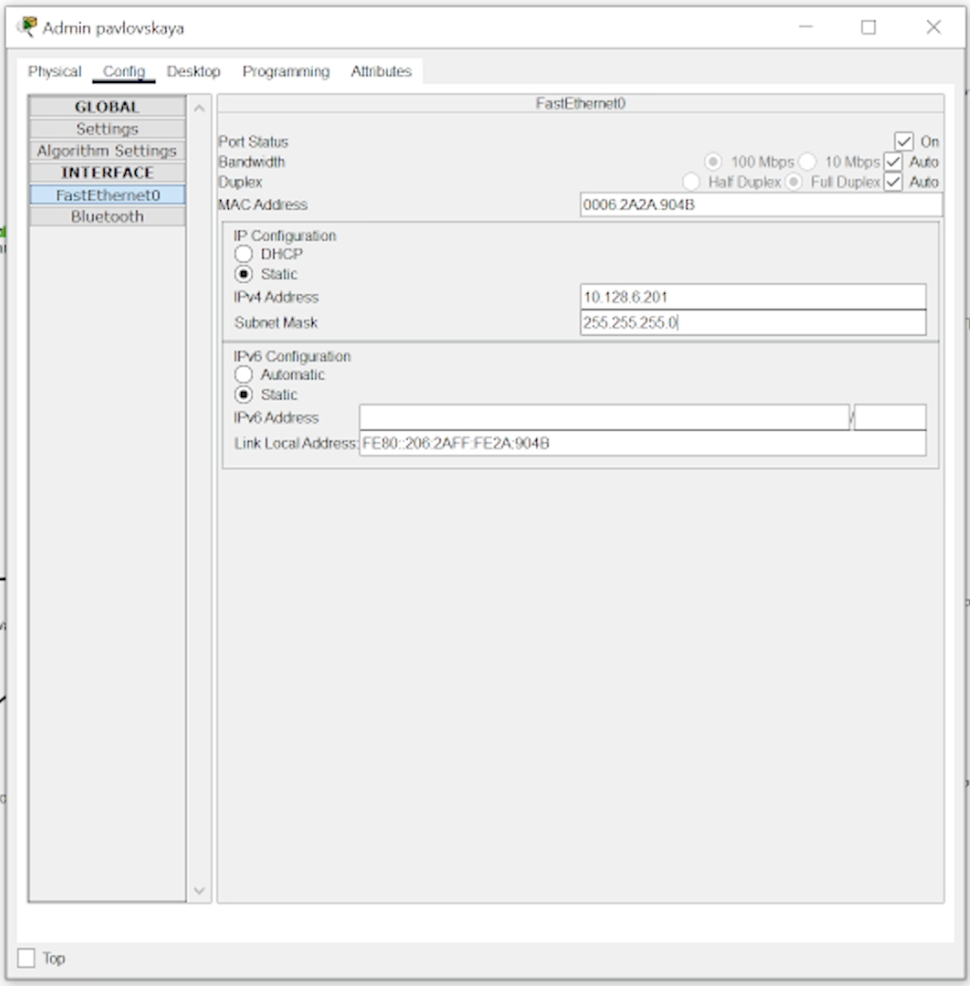 Admin pavlovskaya
Physical Config Desktop Programming Attributes
GLOBAL
Settings
Algorithm Settings
INTERFACE
FastEthernet0
Bluetooth
FastEthernet0
Port Status On
Bandwidth 100 Mbps 10 Mbps Auto
Duplex Half Duplex Full Duplex Auto
MAC Address 0006.2A2A.904B
IP Configuration
DHCP
Static
IPv4 Address 10.128.6.201
Subnet Mask 255.255.255.0
IPv6 Configuration
Automatic
Static
IPv6 Address /
Link Local Address: FE80::206:2AFF:FE2A:904B
Top